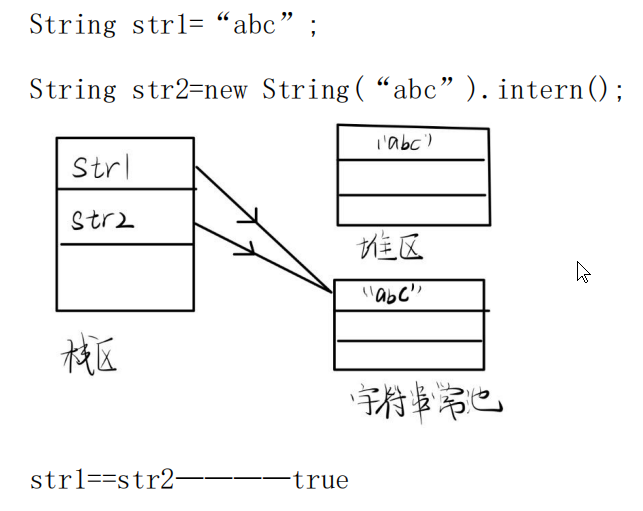 String str1=“abc”;
String str2=new String(“abc”).intern();
str1
str2
栈区
"abc"
堆区
"abc"
字符串常池
str1==str2————true